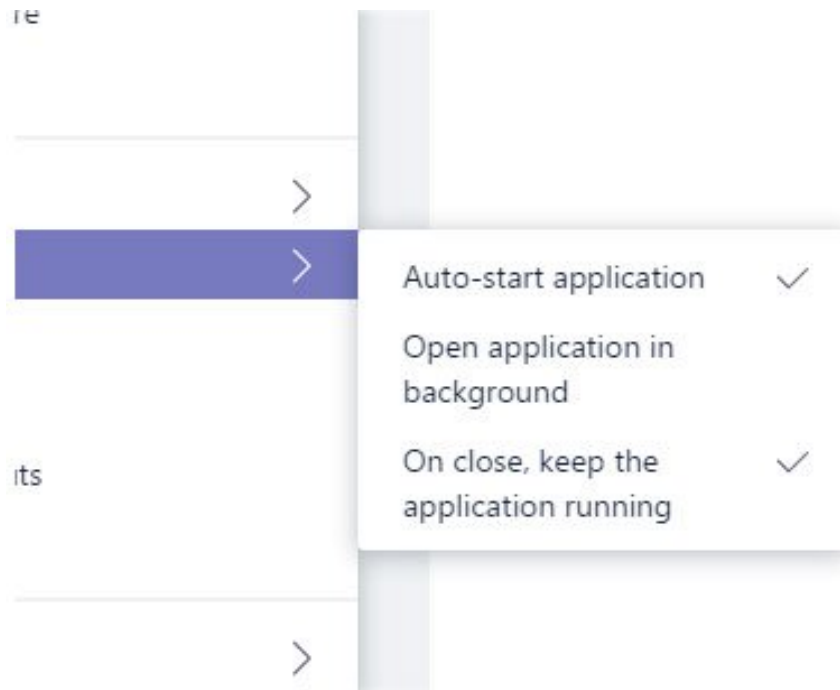 Auto-start application
Open application in
background
On close, keep the
application running